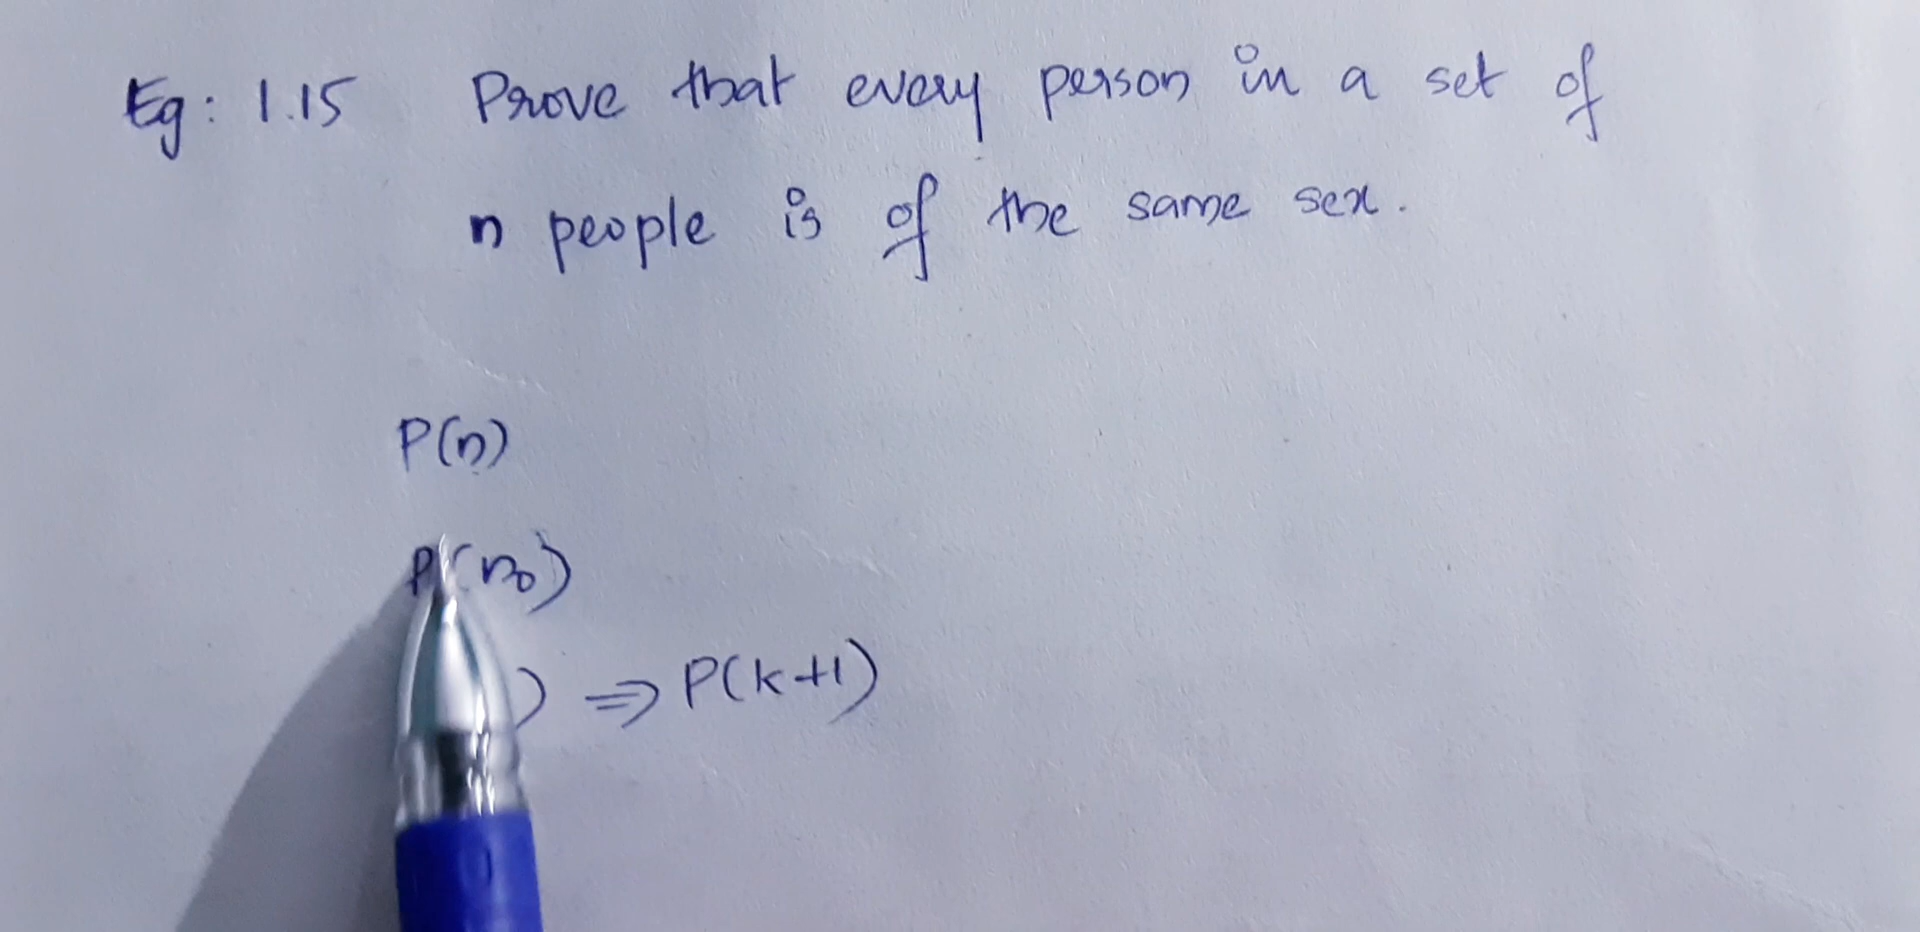 Eg: 1.15 Prove that every person in a set of
n people is of the same sex.
P(n)
P(n₀)
) ⇒ P(k+1)